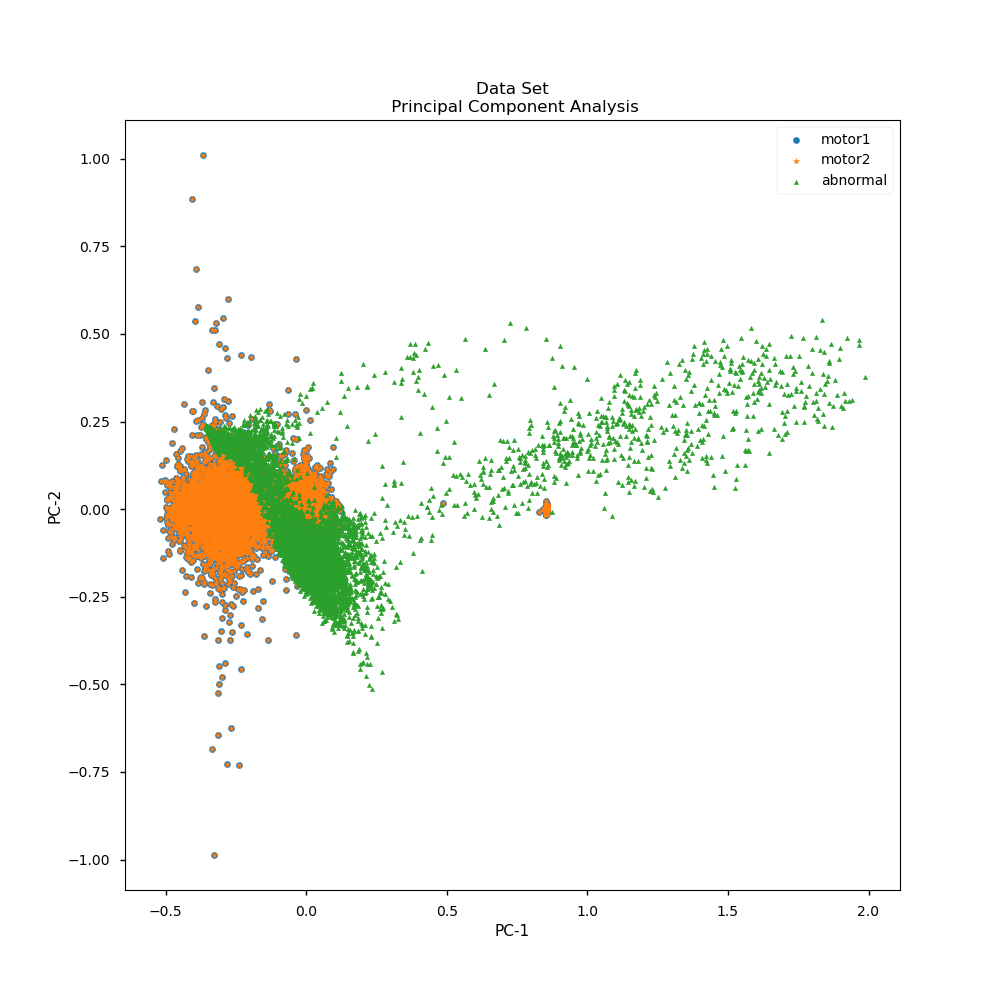 Data Set
Principal Component Analysis
motor1
motor2
abnormal
1.00
0.75
0.50
0.25
0.00
−0.25
−0.50
−0.75
−1.00
PC-2
−0.5
0.0
0.5
1.0
1.5
2.0
PC-1